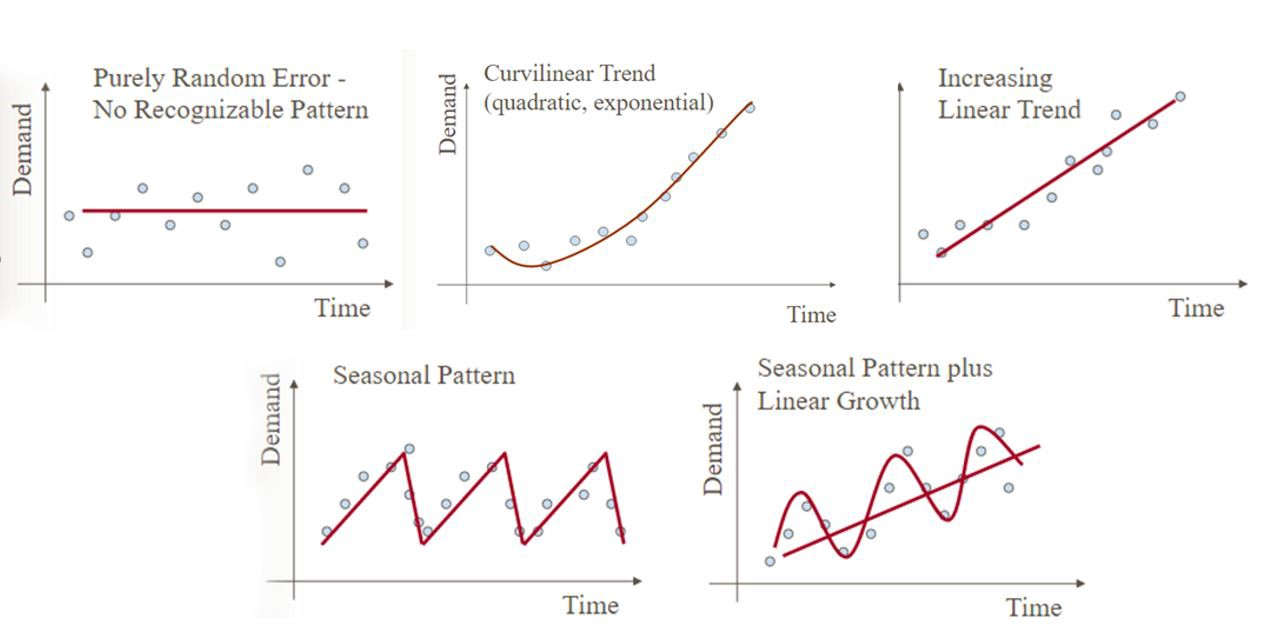 Purely Random Error -
No Recognizable Pattern
Demand
Time
Curvilinear Trend
(quadratic, exponential)
Demand
Time
Increasing
Linear Trend
Time
Seasonal Pattern
Demand
Time
Seasonal Pattern plus
Linear Growth
Demand
Time